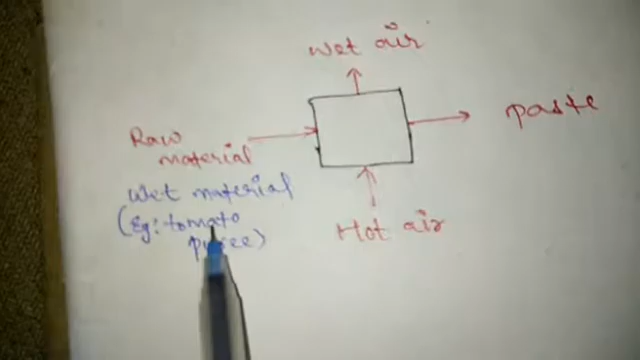 Wet air
paste
Raw
material
Wet material
(Eg: tomato
puree)
Hot air